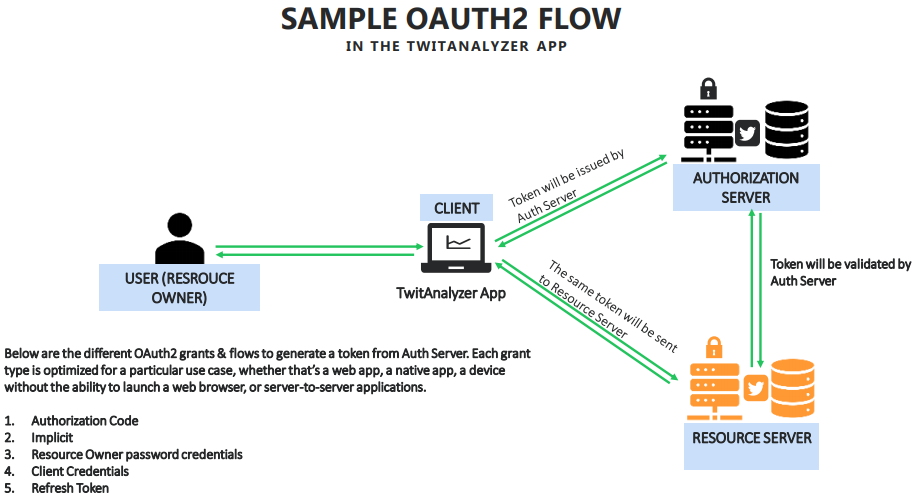 SAMPLE OAUTH2 FLOW
IN THE TWITANALYZER APP
AUTHORIZATION
SERVER
Token will be issued by
Auth Server
CLIENT
TwitAnalyzer App
USER (RESROUCE
OWNER)
The same token will be sent
to Resource Server
Token will be validated by
Auth Server
RESOURCE SERVER
Below are the different OAuth2 grants & flows to generate a token from Auth Server. Each grant
type is optimized for a particular use case, whether that's a web app, a native app, a device
without the ability to launch a web browser, or server-to-server applications.
1. Authorization Code
2. Implicit
3. Resource Owner password credentials
4. Client Credentials
5. Refresh Token